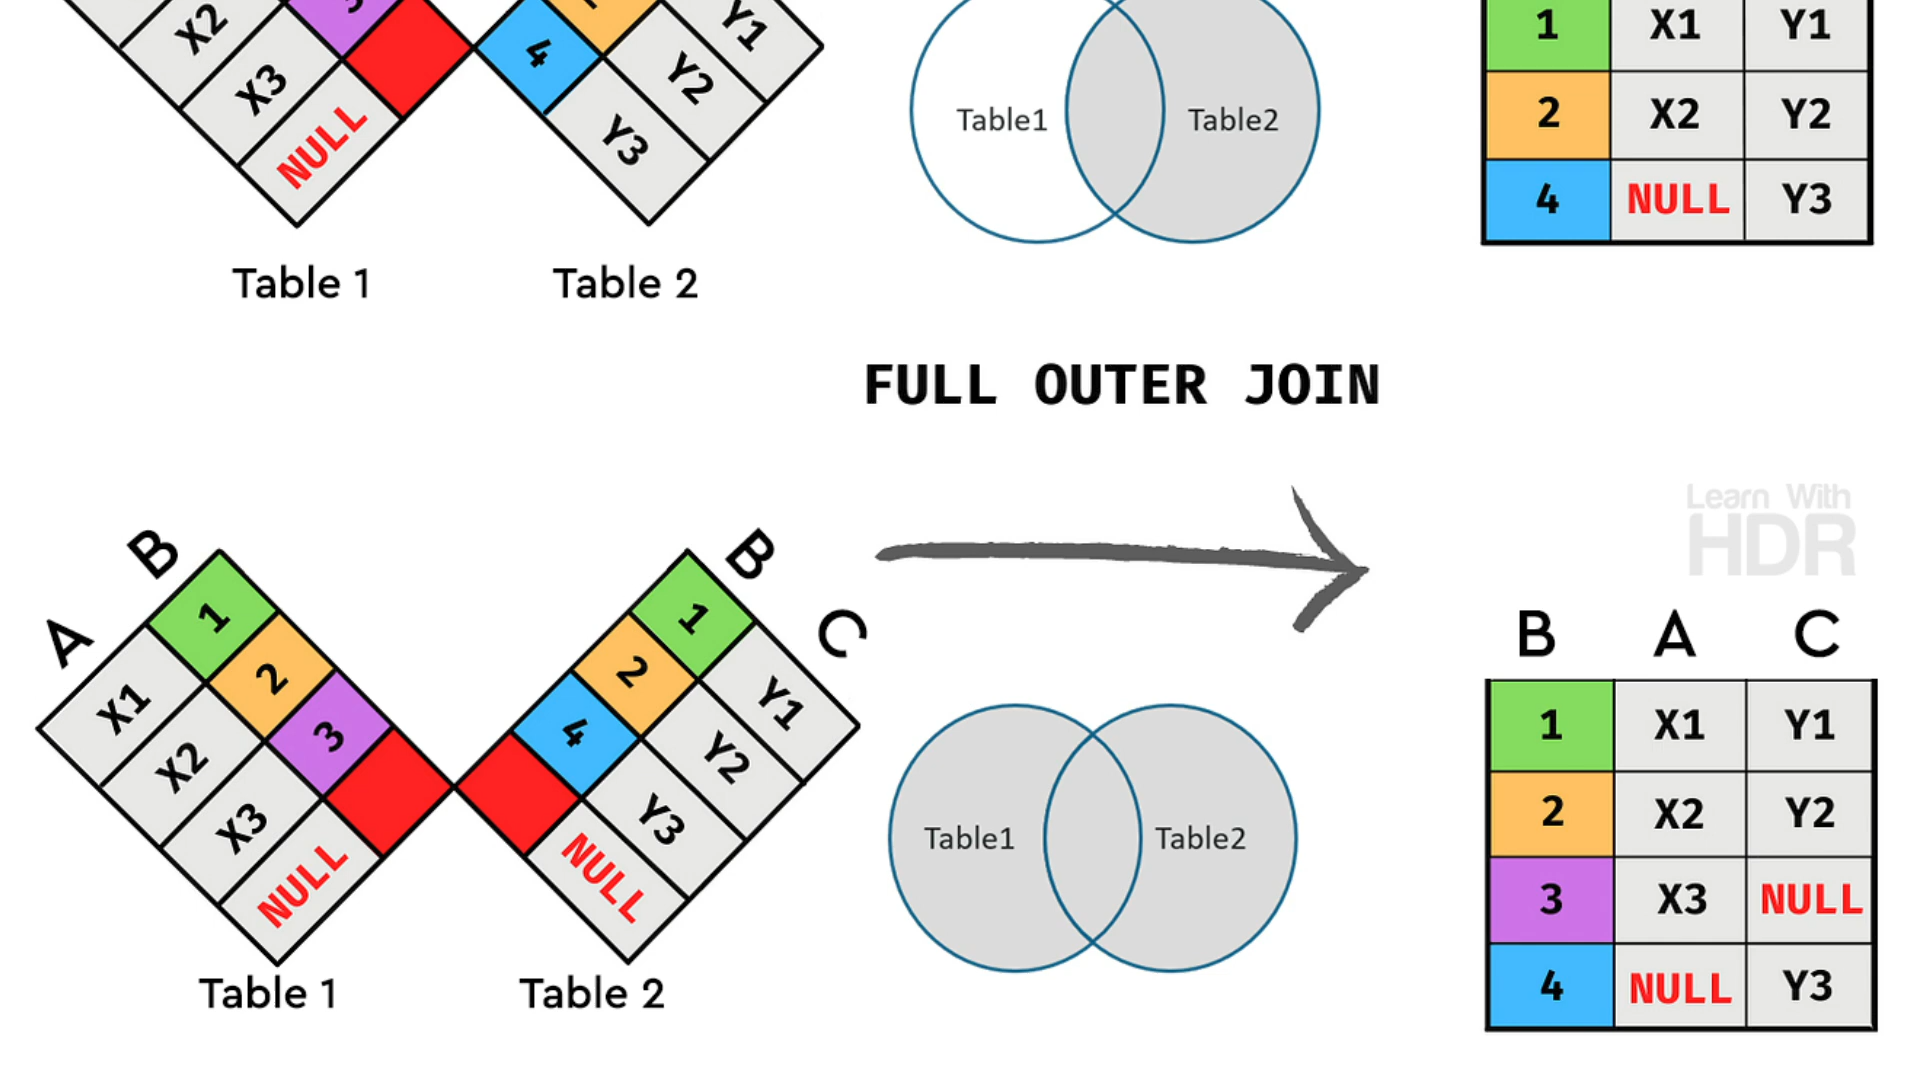 X2
3
X3
NULL
4
Y1
Y2
Y3
Table 1
Table 2
Table1
Table2
1 X1 Y1
2 X2 Y2
4 NULL Y3
FULL OUTER JOIN
Learn With
HDR
A
B
X1
1
X2
2
X3
3
NULL
Table 1
B
C
1
Y1
2
Y2
4
Y3
NULL
Table 2
Table1
Table2
B A C
1 X1 Y1
2 X2 Y2
3 X3 NULL
4 NULL Y3